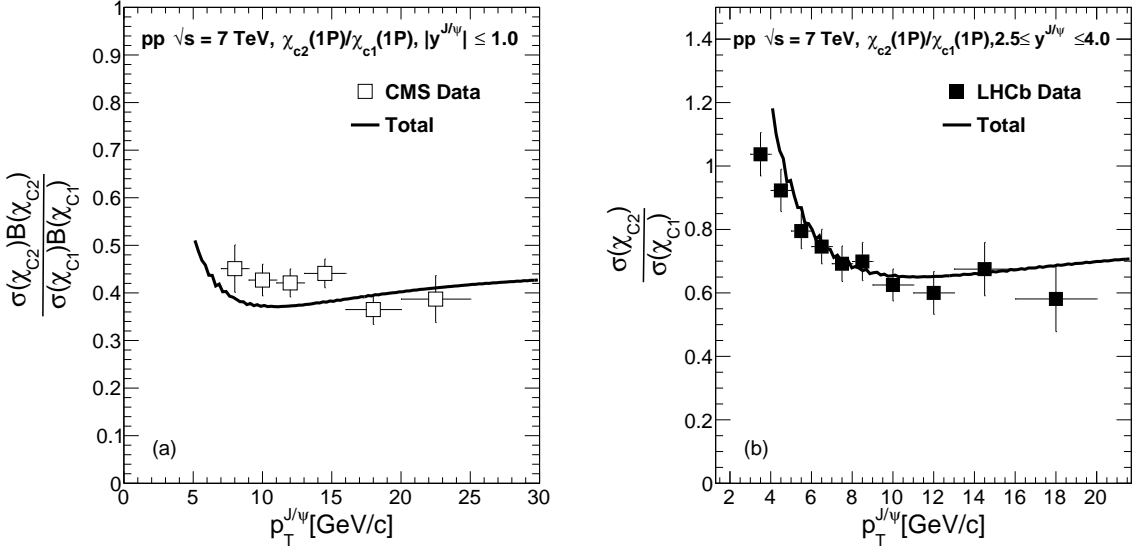 pp √s = 7 TeV, χc2(1P)/χc1(1P), |y^J/ψ| ≤ 1.0
CMS Data
Total
σ(χC2)B(χC2)
σ(χC1)B(χC1)
1
0.9
0.8
0.7
0.6
0.5
0.4
0.3
0.2
0.1
0
(a)
0 5 10 15 20 25 30
p_T^J/ψ[GeV/c]
pp √s = 7 TeV, χc2(1P)/χc1(1P),2.5≤ y^J/ψ ≤4.0
LHCb Data
Total
σ(χC2)
σ(χC1)
1.4
1.2
1
0.8
0.6
0.4
0.2
0
(b)
2 4 6 8 10 12 14 16 18 20
p_T^J/ψ[GeV/c]